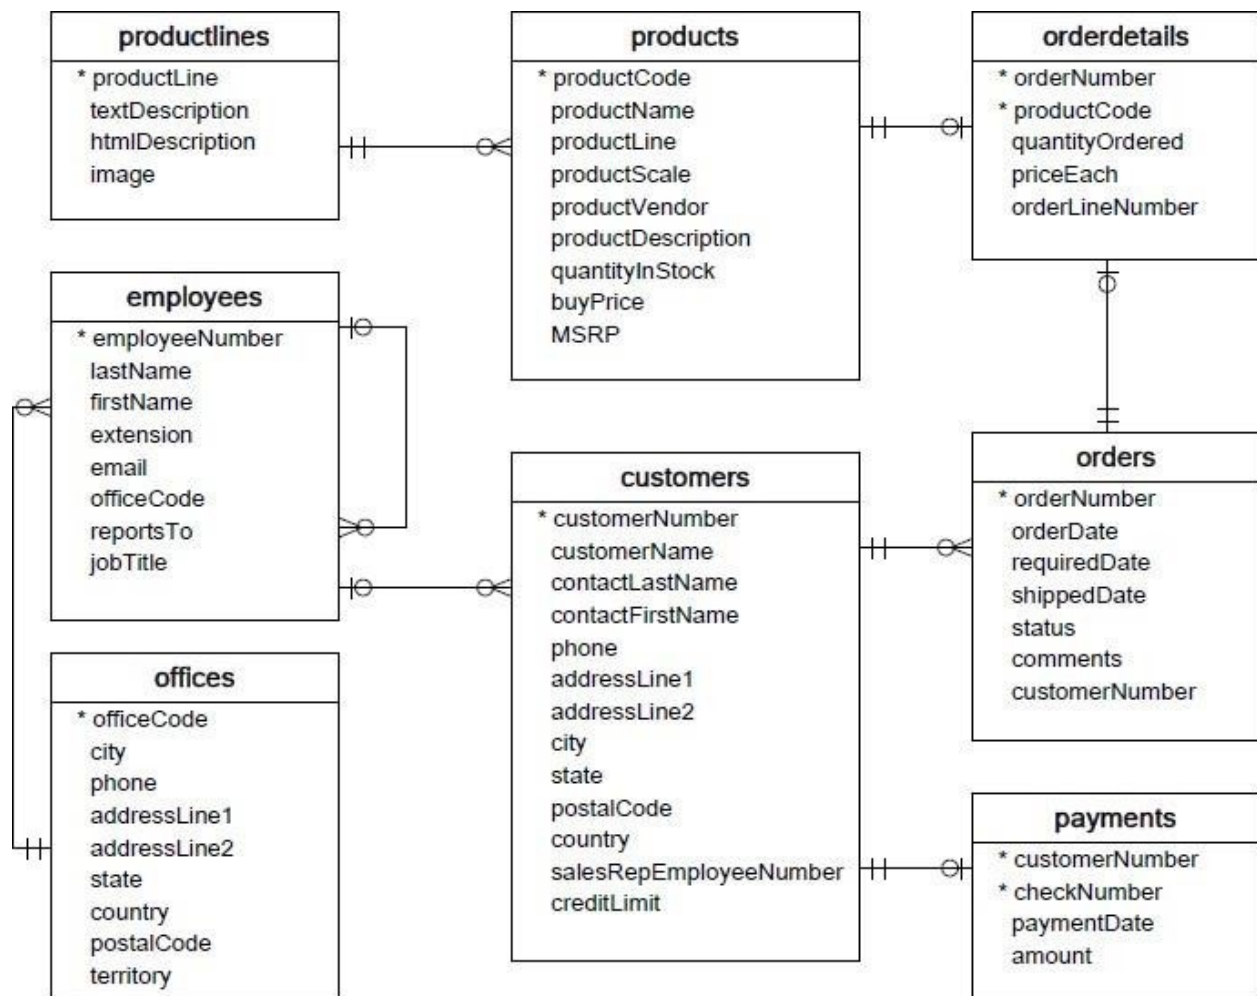 productlines
* productLine
textDescription
htmlDescription
image
products
* productCode
productName
productLine
productScale
productVendor
productDescription
quantityInStock
buyPrice
MSRP
orderdetails
* orderNumber
* productCode
quantityOrdered
priceEach
orderLineNumber
employees
* employeeNumber
lastName
firstName
extension
email
officeCode
reportsTo
jobTitle
customers
* customerNumber
customerName
contactLastName
contactFirstName
phone
addressLine1
addressLine2
city
state
postalCode
country
salesRepEmployeeNumber
creditLimit
orders
* orderNumber
orderDate
requiredDate
shippedDate
status
comments
customerNumber
offices
* officeCode
city
phone
addressLine1
addressLine2
state
country
postalCode
territory
payments
* customerNumber
* checkNumber
paymentDate
amount